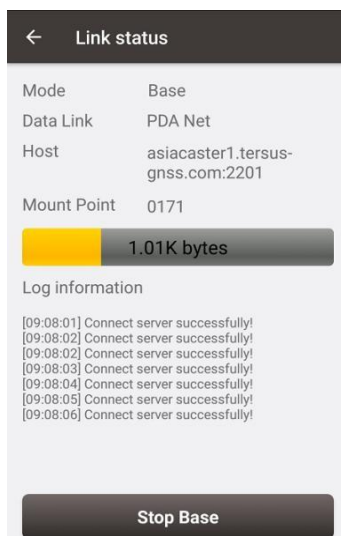 Link status
Mode Base
Data Link PDA Net
Host asiacaster1.tersus-
gnss.com:2201
Mount Point 0171
1.01K bytes
Log information
[09:08:01] Connect server successfully!
[09:08:02] Connect server successfully!
[09:08:02] Connect server successfully!
[09:08:03] Connect server successfully!
[09:08:04] Connect server successfully!
[09:08:05] Connect server successfully!
[09:08:06] Connect server successfully!
Stop Base